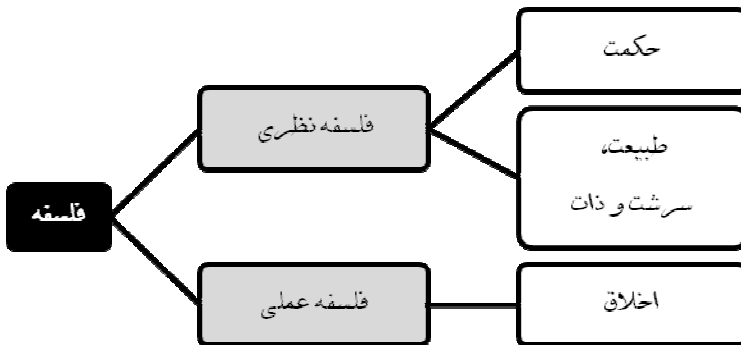 فلسفه
فلسفه نظری
حکمت
طبیعت،
سرشت و ذات
فلسفه عملی
اخلاق